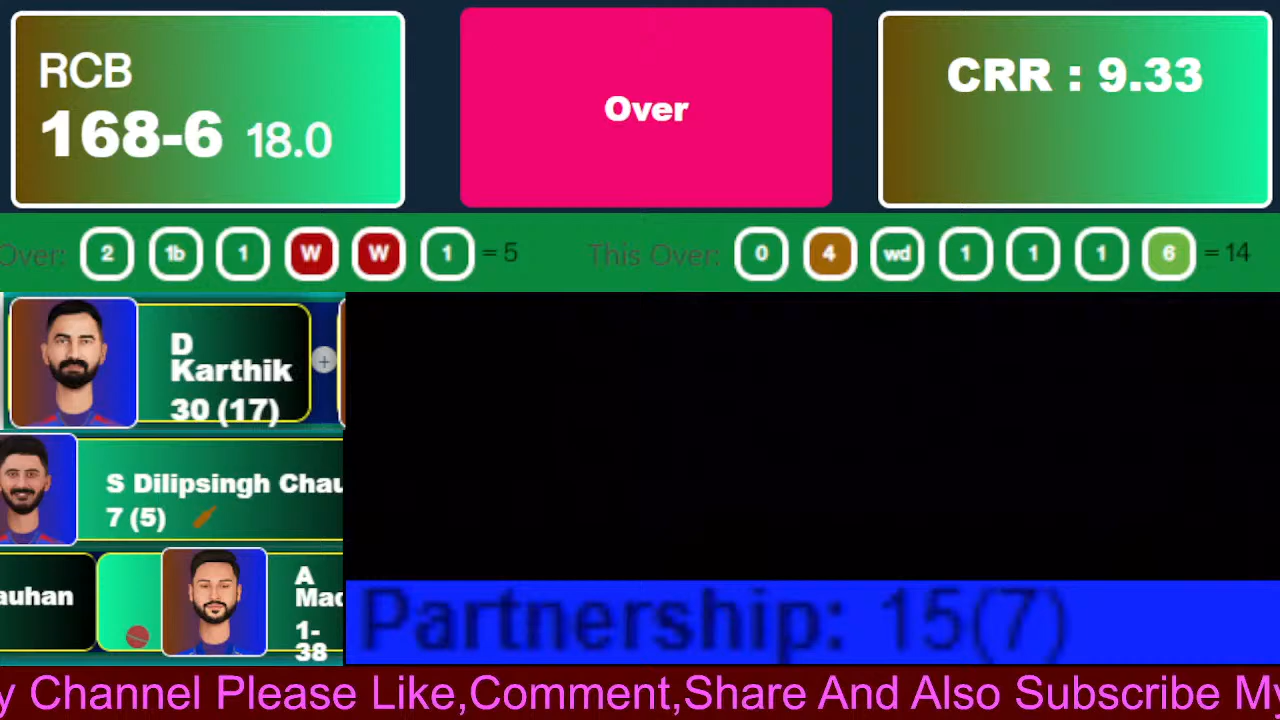 RCB
168-6 18.0
Over
CRR : 9.33
Over: 2 1b 1 W W 1 = 5
This Over: 0 4 wd 1 1 1 6 = 14
D
Karthik
30 (17)
S Dilipsingh Chau
7 (5)
auhan
A
Mad
1-
38
Partnership: 15(7)
y Channel Please Like,Comment,Share And Also Subscribe My